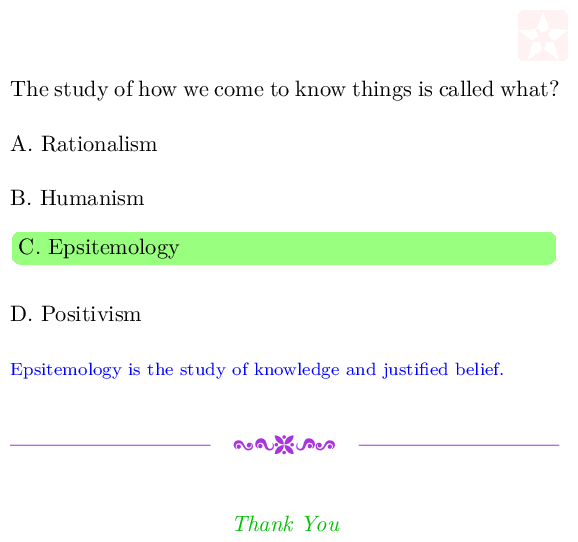 The study of how we come to know things is called what?
A. Rationalism
B. Humanism
C. Epsitemology
D. Positivism
Epsitemology is the study of knowledge and justified belief.
Thank You